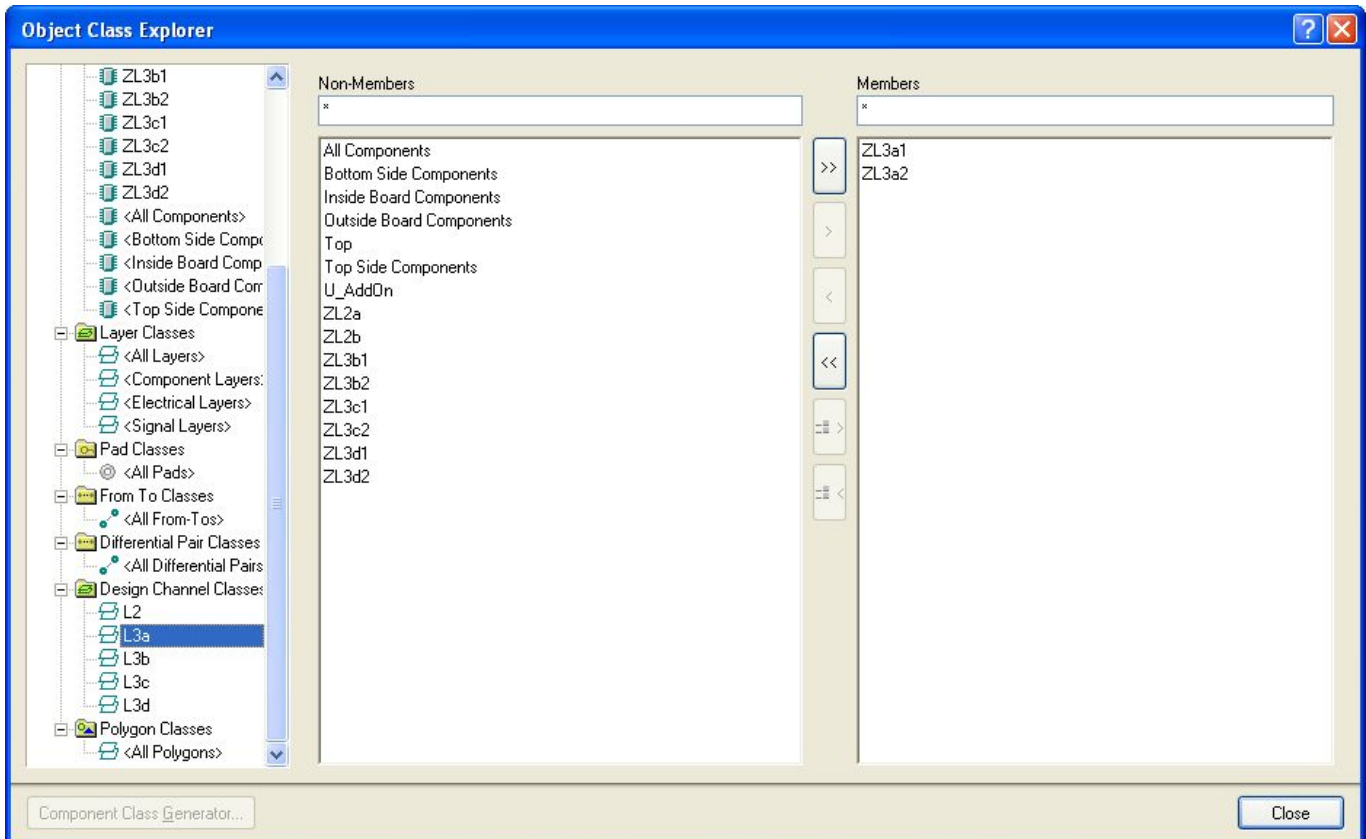 Object Class Explorer
ZL3b1
ZL3b2
ZL3c1
ZL3c2
ZL3d1
ZL3d2
<All Components>
<Bottom Side Compo
<Inside Board Comp
<Outside Board Com
<Top Side Compone
Layer Classes
<All Layers>
<Component Layers>
<Electrical Layers>
<Signal Layers>
Pad Classes
<All Pads>
From To Classes
<All From-Tos>
Differential Pair Classes
<All Differential Pairs
Design Channel Classes
L2
L3a
L3b
L3c
L3d
Polygon Classes
<All Polygons>
Non-Members
*
All Components
Bottom Side Components
Inside Board Components
Outside Board Components
Top
Top Side Components
U_AddOn
ZL2a
ZL2b
ZL3b1
ZL3b2
ZL3c1
ZL3c2
ZL3d1
ZL3d2
>>
>
<
<<
>
<
Members
*
ZL3a1
ZL3a2
Component Class Generator...
Close